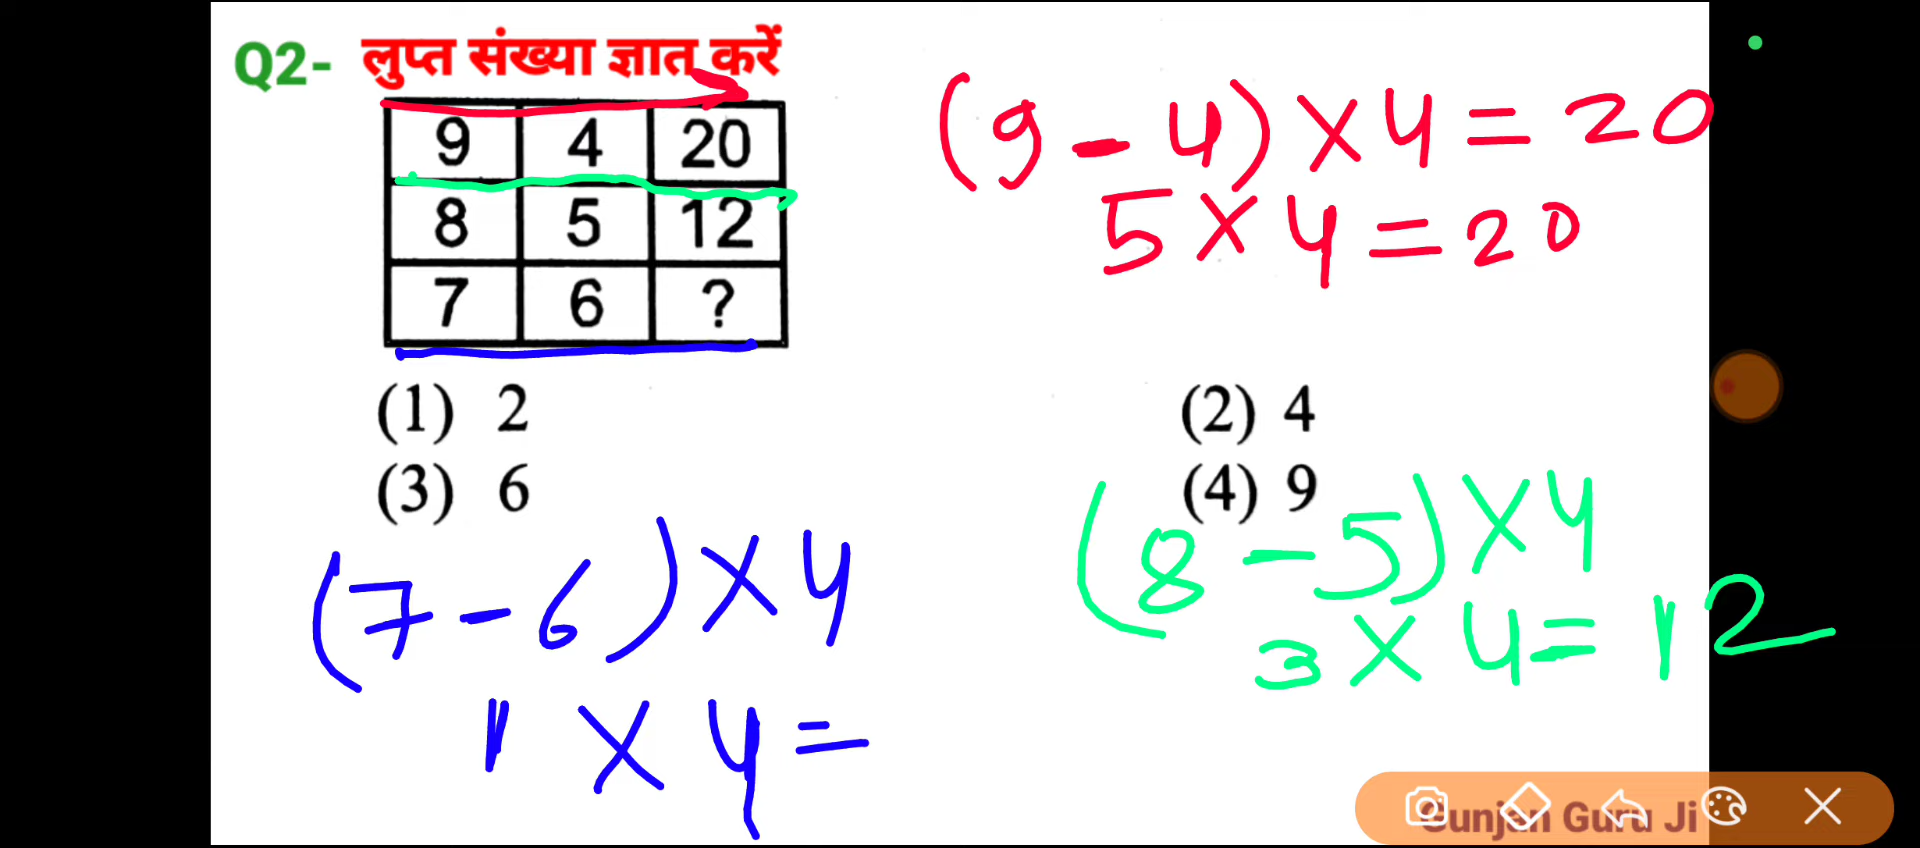 Q2- लुप्त संख्या ज्ञात करें
9 4 20
8 5 12
7 6 ?
(1) 2
(2) 4
(3) 6
(4) 9
(9-4)×4=20
5×4=20
(8-5)×4
3×4=12
(7-6)×4
1×4=
Gunjan Guru Ji